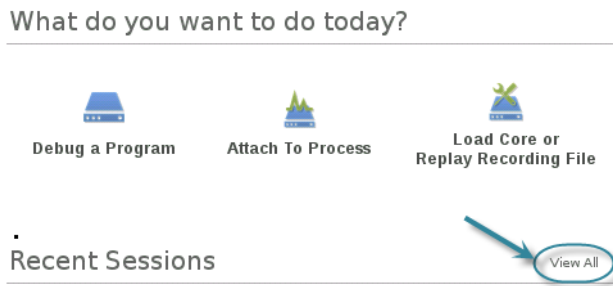 What do you want to do today?
Debug a Program
Attach To Process
Load Core or
Replay Recording File
Recent Sessions
View All